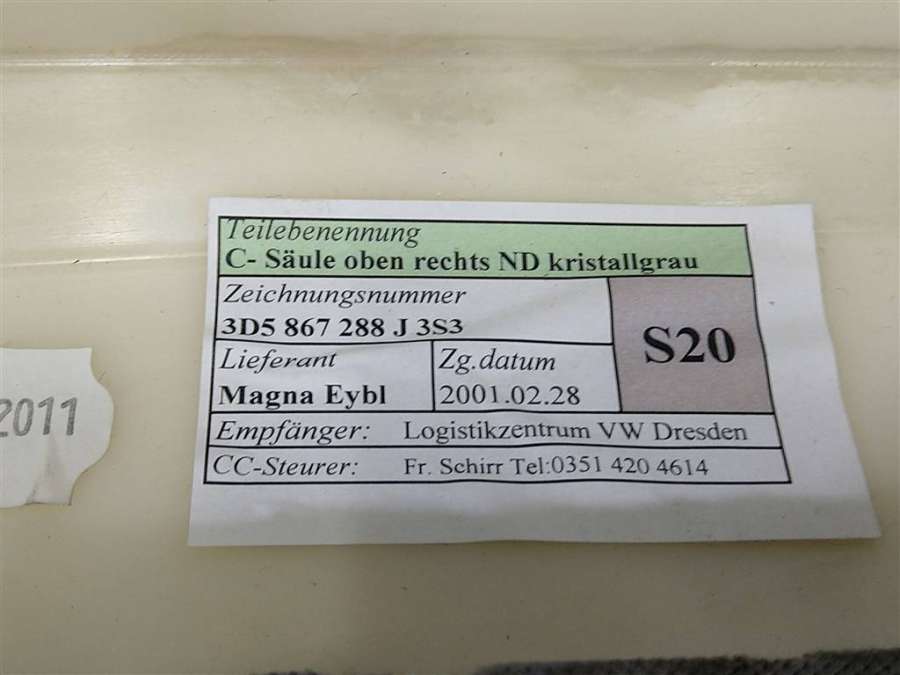 Teilebenennung
C- Säule oben rechts ND kristallgrau
Zeichnungsnummer
3D5 867 288 J 3S3
S20
Lieferant
Magna Eybl
Zg.datum
2001.02.28
Empfänger: Logistikzentrum VW Dresden
CC-Steurer: Fr. Schirr Tel:0351 420 4614
2011